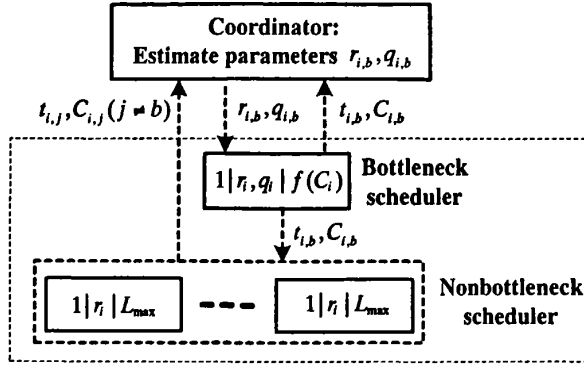 Coordinator:
Estimate parameters r_{i,b}, q_{i,b}
t_{i,j}, C_{i,j} (j ≠ b)
r_{i,b}, q_{i,b}
t_{i,b}, C_{i,b}
1|r_i, q_i|f(C_i)
Bottleneck
scheduler
t_{i,b}, C_{i,b}
1|r_i|L_max
1|r_i|L_max
Nonbottleneck
scheduler